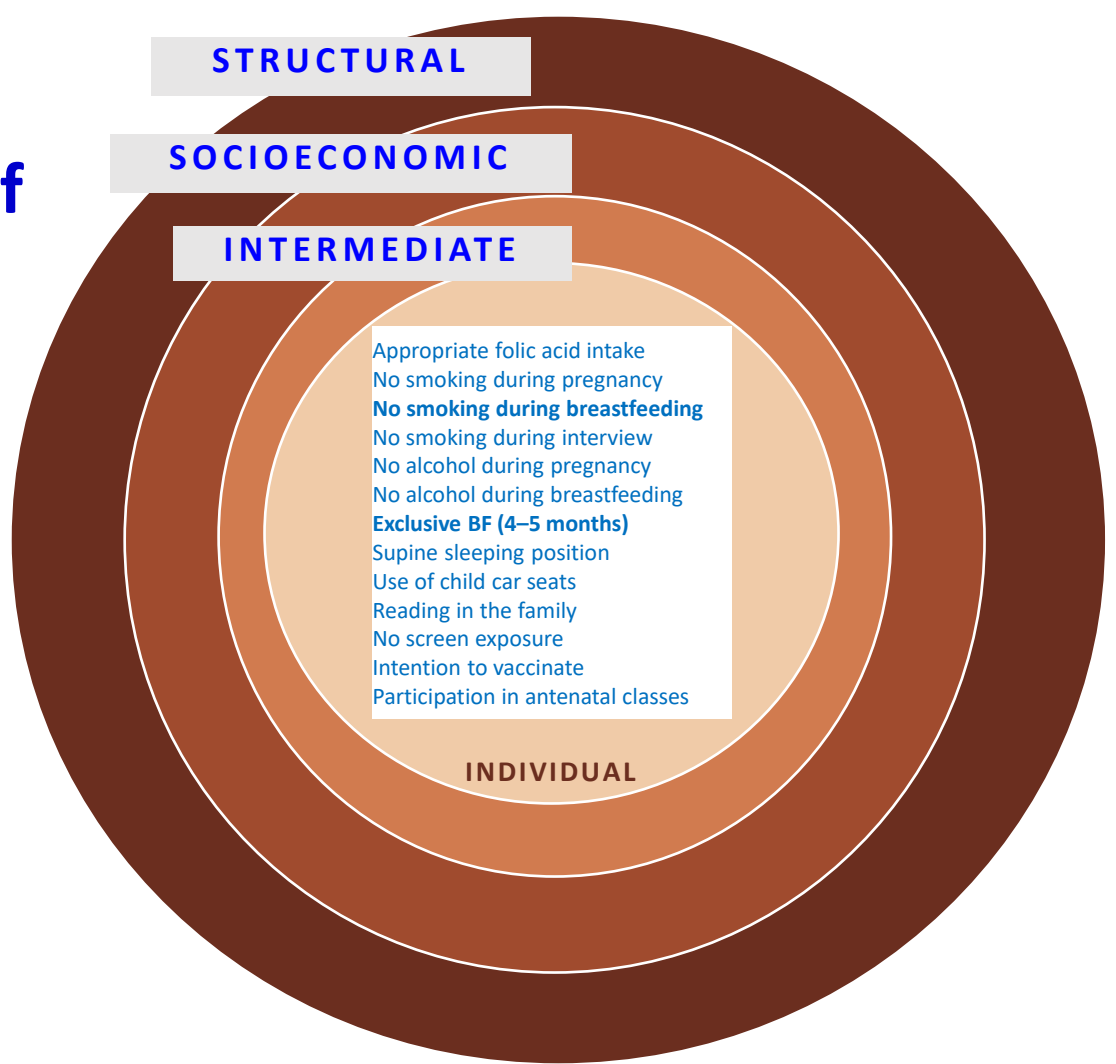 STRUCTURAL
SOCIOECONOMIC
f
INTERMEDIATE
Appropriate folic acid intake
No smoking during pregnancy
No smoking during breastfeeding
No smoking during interview
No alcohol during pregnancy
No alcohol during breastfeeding
Exclusive BF (4–5 months)
Supine sleeping position
Use of child car seats
Reading in the family
No screen exposure
Intention to vaccinate
Participation in antenatal classes
INDIVIDUAL